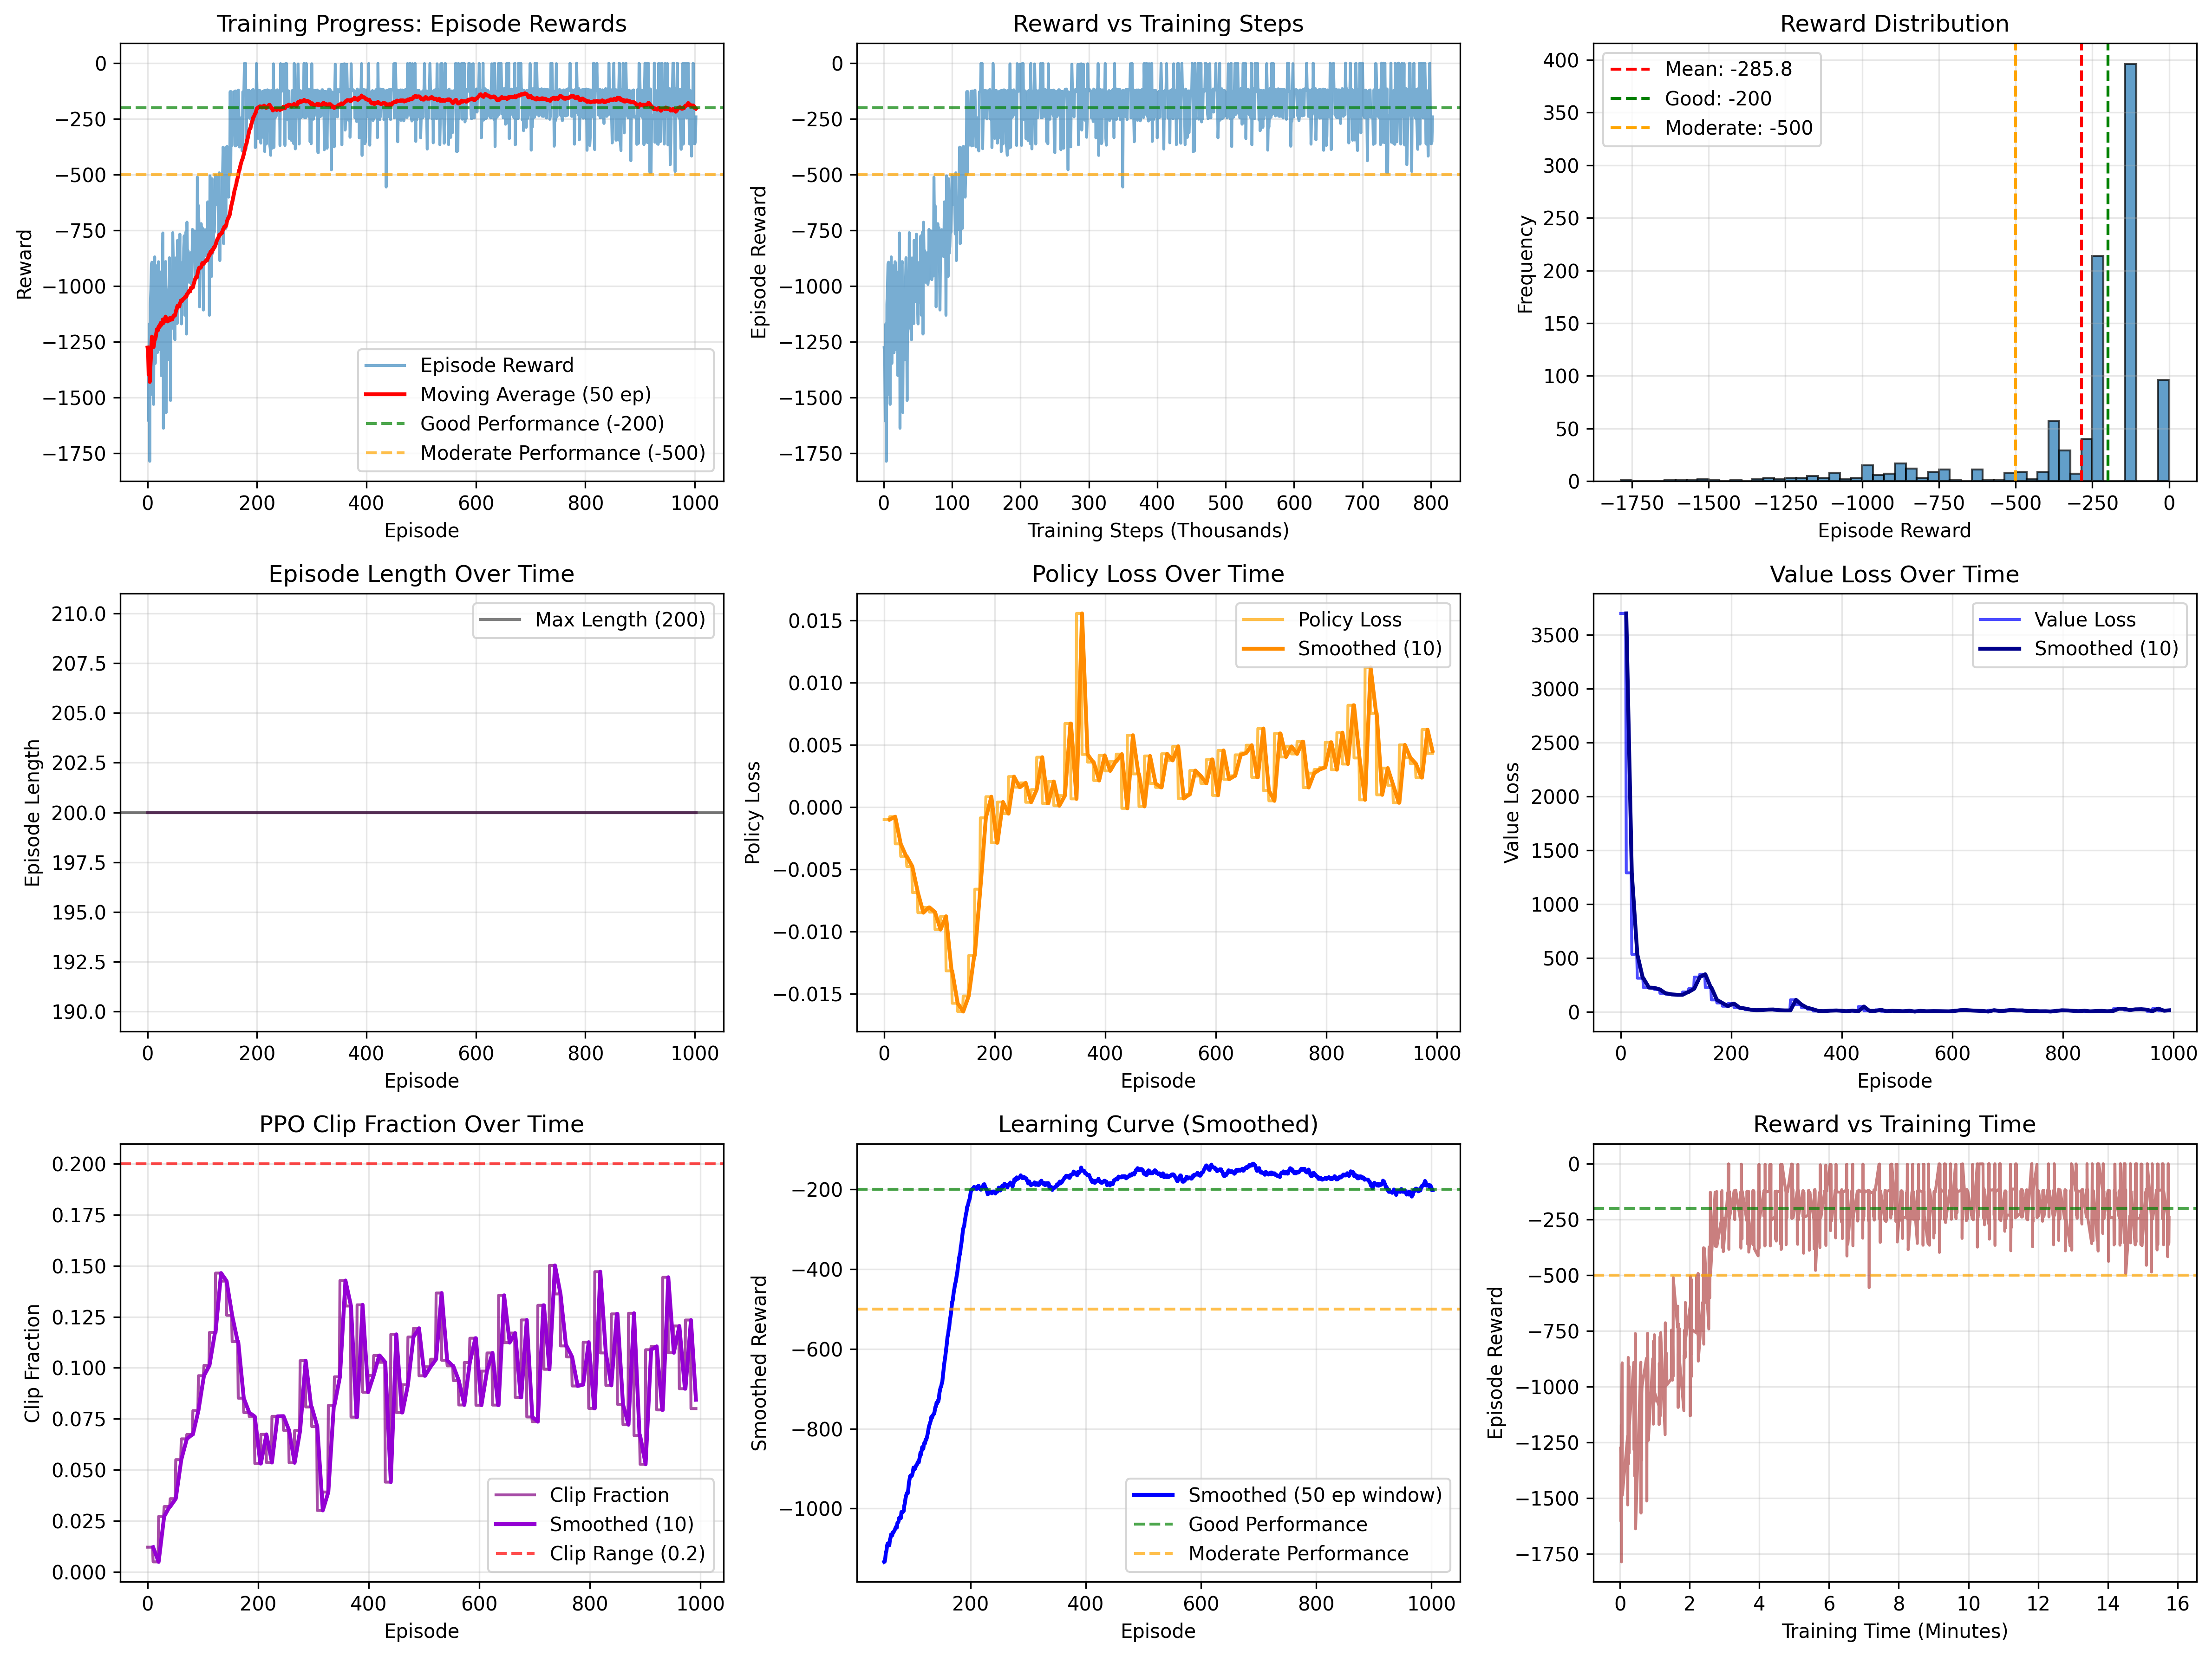 Training Progress: Episode Rewards
0
−250
−500
−750
−1000
−1250
−1500
−1750
Reward
Episode Reward
Moving Average (50 ep)
Good Performance (-200)
Moderate Performance (-500)
0 200 400 600 800 1000
Episode
Reward vs Training Steps
0
−250
−500
−750
−1000
−1250
−1500
−1750
Episode Reward
0 100 200 300 400 500 600 700 800
Training Steps (Thousands)
Reward Distribution
400
350
300
250
200
150
100
50
0
Frequency
Mean: -285.8
Good: -200
Moderate: -500
−1750 −1500 −1250 −1000 −750 −500 −250 0
Episode Reward
Episode Length Over Time
210.0
207.5
205.0
202.5
200.0
197.5
195.0
192.5
190.0
Episode Length
Max Length (200)
0 200 400 600 800 1000
Episode
Policy Loss Over Time
0.015
0.010
0.005
0.000
−0.005
−0.010
−0.015
Policy Loss
Policy Loss
Smoothed (10)
0 200 400 600 800 1000
Episode
Value Loss Over Time
3500
3000
2500
2000
1500
1000
500
0
Value Loss
Value Loss
Smoothed (10)
0 200 400 600 800 1000
Episode
PPO Clip Fraction Over Time
0.200
0.175
0.150
0.125
0.100
0.075
0.050
0.025
0.000
Clip Fraction
Clip Fraction
Smoothed (10)
Clip Range (0.2)
0 200 400 600 800 1000
Episode
Learning Curve (Smoothed)
−200
−400
−600
−800
−1000
Smoothed Reward
Smoothed (50 ep window)
Good Performance
Moderate Performance
200 400 600 800 1000
Episode
Reward vs Training Time
0
−250
−500
−750
−1000
−1250
−1500
−1750
Episode Reward
0 2 4 6 8 10 12 14 16
Training Time (Minutes)